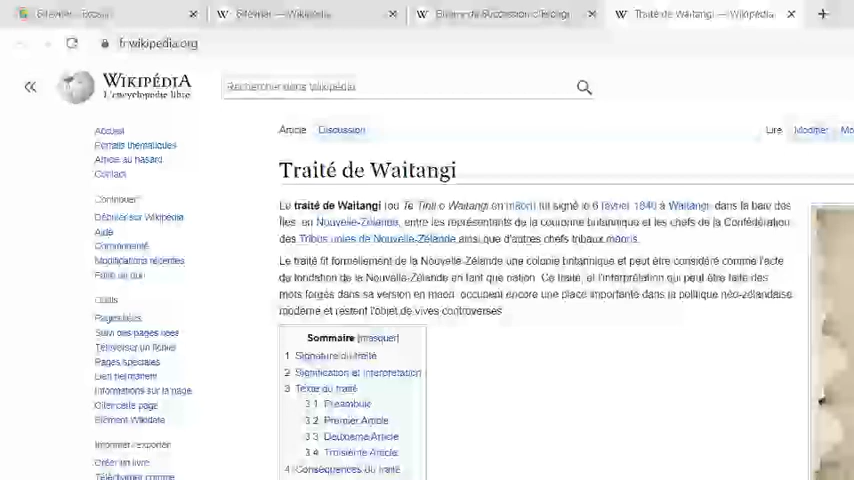 6 février — Wikipédia
Traité de Waitangi — Wikipédia
fr.wikipedia.org
WIKIPÉDIA
L'encyclopédie libre
Rechercher dans Wikipédia
Accueil
Portails thématiques
Article au hasard
Contact
Contribuer
Débuter sur Wikipédia
Aide
Communauté
Modifications récentes
Faire un don
Outils
Pages liées
Suivi des pages liées
Téléverser un fichier
Pages spéciales
Lien permanent
Informations sur la page
Citer cette page
Élément Wikidata
Imprimer / exporter
Créer un livre
Télécharger comme
Article Discussion
Lire Modifier Mo
Traité de Waitangi
Le traité de Waitangi (ou Te Tiriti o Waitangi en māori) fut signé le 6 février 1840 à Waitangi, dans la baie des
Îles, en Nouvelle-Zélande, entre les représentants de la couronne britannique et les chefs de la Confédération
des Tribus unies de Nouvelle-Zélande ainsi que d'autres chefs tribaux māoris.
Le traité fit formellement de la Nouvelle-Zélande une colonie britannique et peut être considéré comme l'acte
de fondation de la Nouvelle-Zélande en tant que nation. Ce traité, et l'interprétation qui peut être faite des
mots forgés dans sa version en maori, occupent encore une place importante dans la politique néo-zélandaise
moderne et restent l'objet de vives controverses
Sommaire [masquer]
1 Signature du traité
2 Signification et interprétation
3 Texte du traité
3.1 Préambule
3.2 Premier Article
3.3 Deuxième Article
3.4 Troisième Article
4 Conséquences du traité